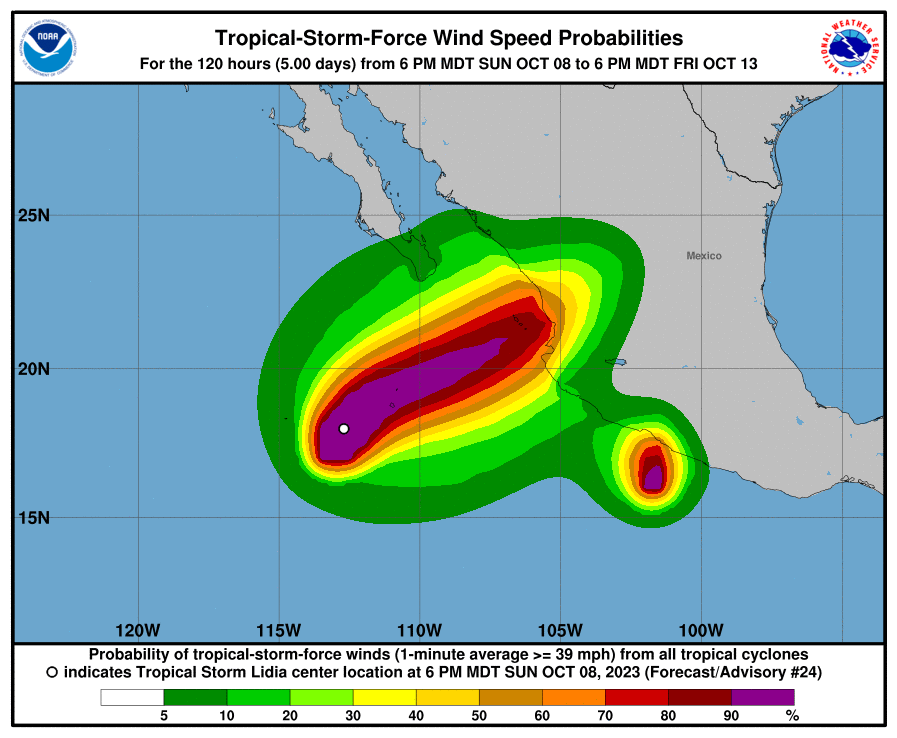 Tropical-Storm-Force Wind Speed Probabilities
For the 120 hours (5.00 days) from 6 PM MDT SUN OCT 08 to 6 PM MDT FRI OCT 13
NOAA
NATIONAL WEATHER SERVICE
25N
Mexico
20N
15N
120W 115W 110W 105W 100W
Probability of tropical-storm-force winds (1-minute average >= 39 mph) from all tropical cyclones
indicates Tropical Storm Lidia center location at 6 PM MDT SUN OCT 08, 2023 (Forecast/Advisory #24)
5 10 20 30 40 50 60 70 80 90 %